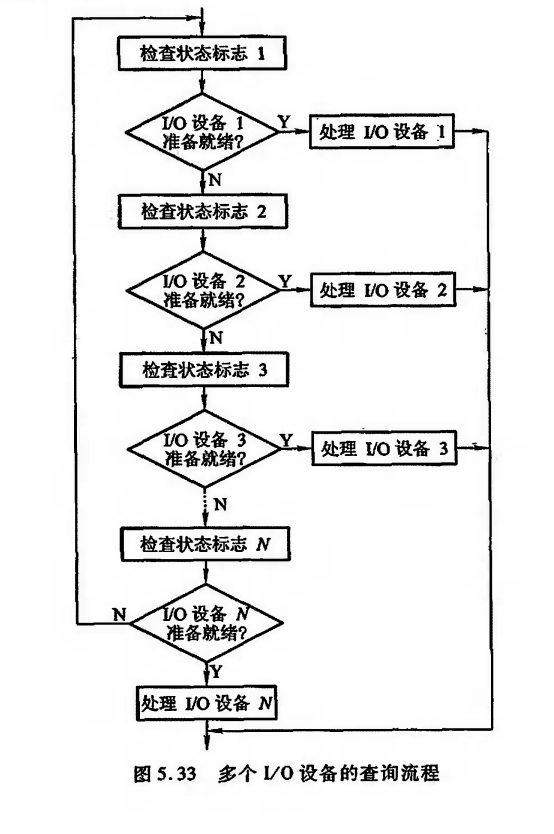 检查状态标志 1
I/O 设备 1
准备就绪?
Y
处理 I/O 设备 1
N
检查状态标志 2
I/O 设备 2
准备就绪?
Y
处理 I/O 设备 2
N
检查状态标志 3
I/O 设备 3
准备就绪?
Y
处理 I/O 设备 3
N
检查状态标志 N
N
I/O 设备 N
准备就绪?
Y
处理 I/O 设备 N
图 5.33 多个 I/O 设备的查询流程